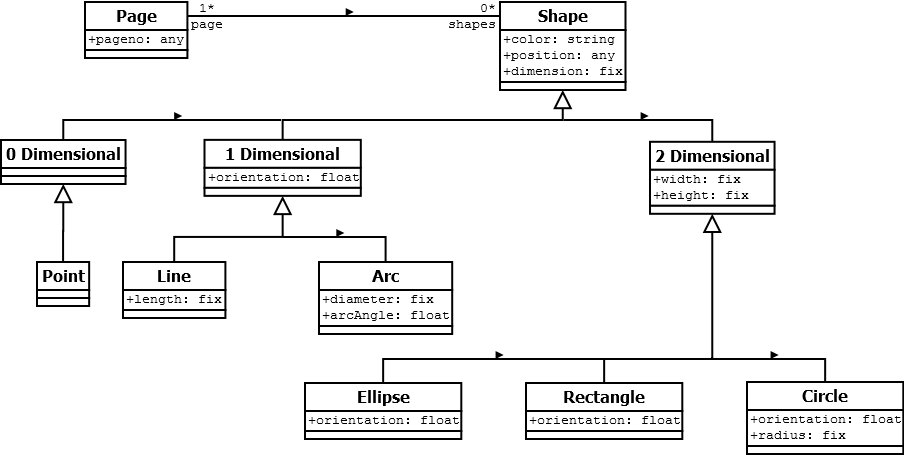 Page
+pageno: any
1*
page
0*
shapes
Shape
+color: string
+position: any
+dimension: fix
0 Dimensional
1 Dimensional
+orientation: float
2 Dimensional
+width: fix
+height: fix
Point
Line
+length: fix
Arc
+diameter: fix
+arcAngle: float
Ellipse
+orientation: float
Rectangle
+orientation: float
Circle
+orientation: float
+radius: fix